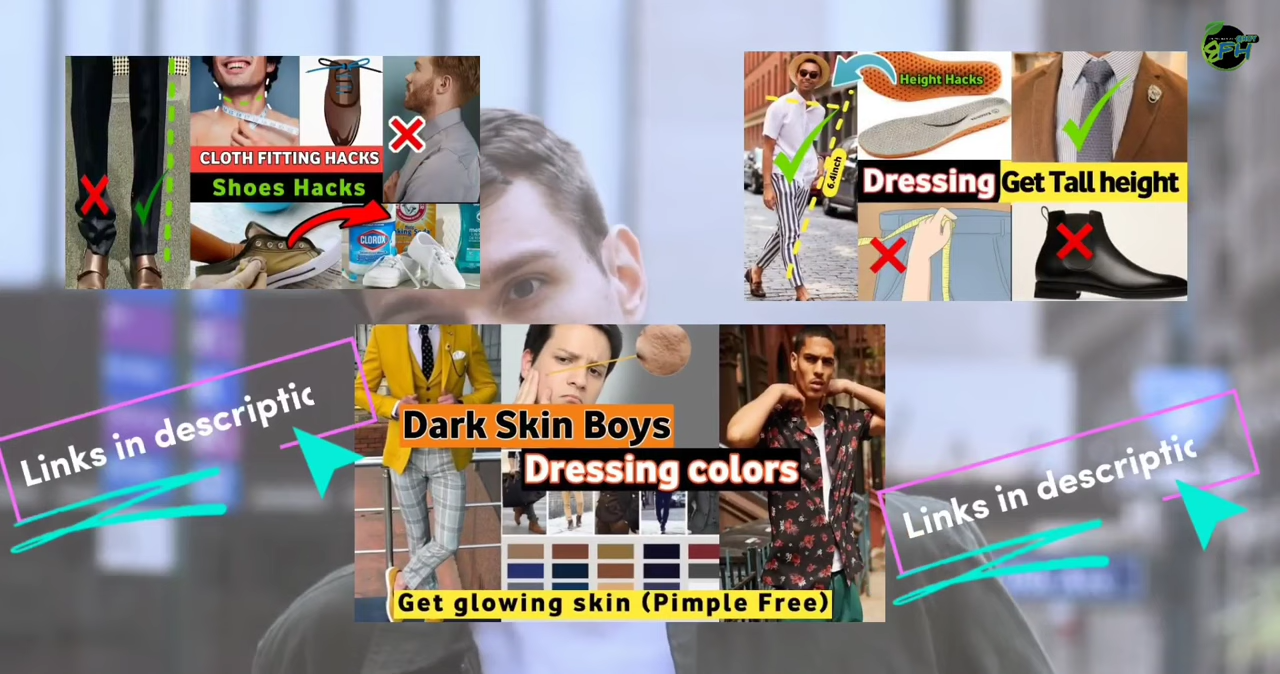 CLOTH FITTING HACKS
Shoes Hacks
CLOROX
Height Hacks
6.4inch
Dressing Get Tall height
Dark Skin Boys
Dressing colors
Get glowing skin (Pimple Free)
Links in descriptic
Links in descriptic